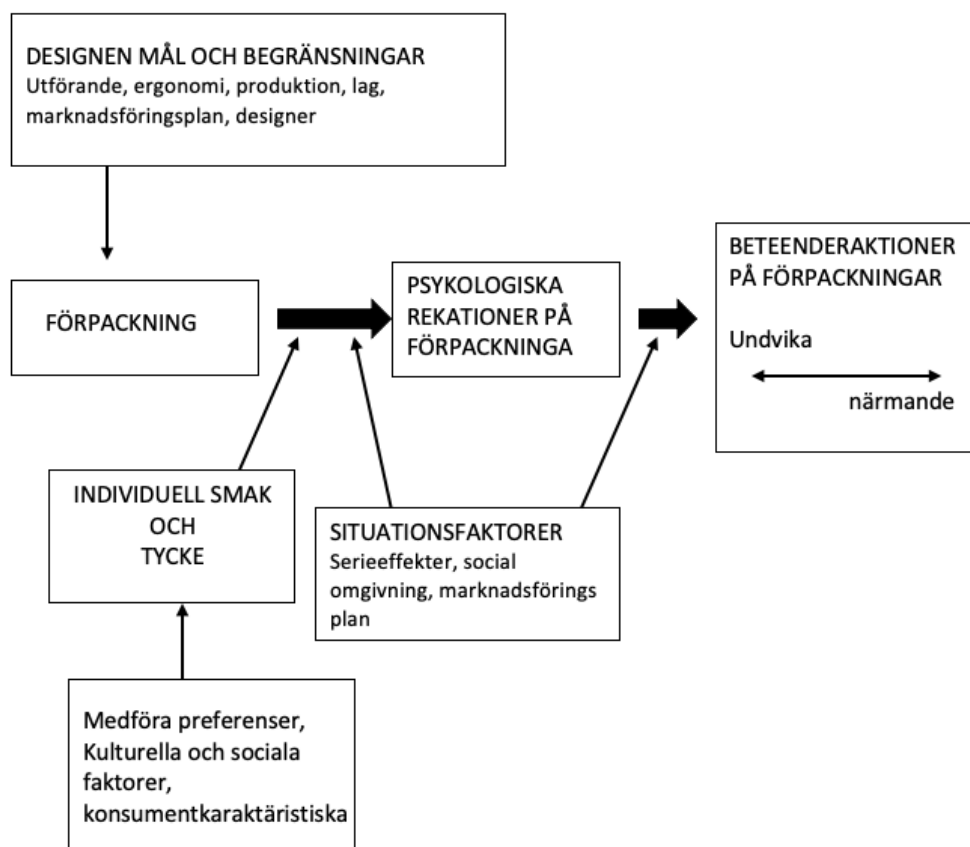 DESIGNEN MÅL OCH BEGRÄNSNINGAR
Utförande, ergonomi, produktion, lag,
marknadsföringsplan, designer
FÖRPACKNING
PSYKOLOGISKA
REKATIONER PÅ
FÖRPACKNINGA
BETEENDERAKTIONER
PÅ FÖRPACKNINGAR
Undvika
närmande
INDIVIDUELL SMAK
OCH
TYCKE
SITUATIONSFAKTORER
Serieeffekter, social
omgivning, marknadsförings
plan
Medföra preferenser,
Kulturella och sociala
faktorer,
konsumentkaraktäristiska